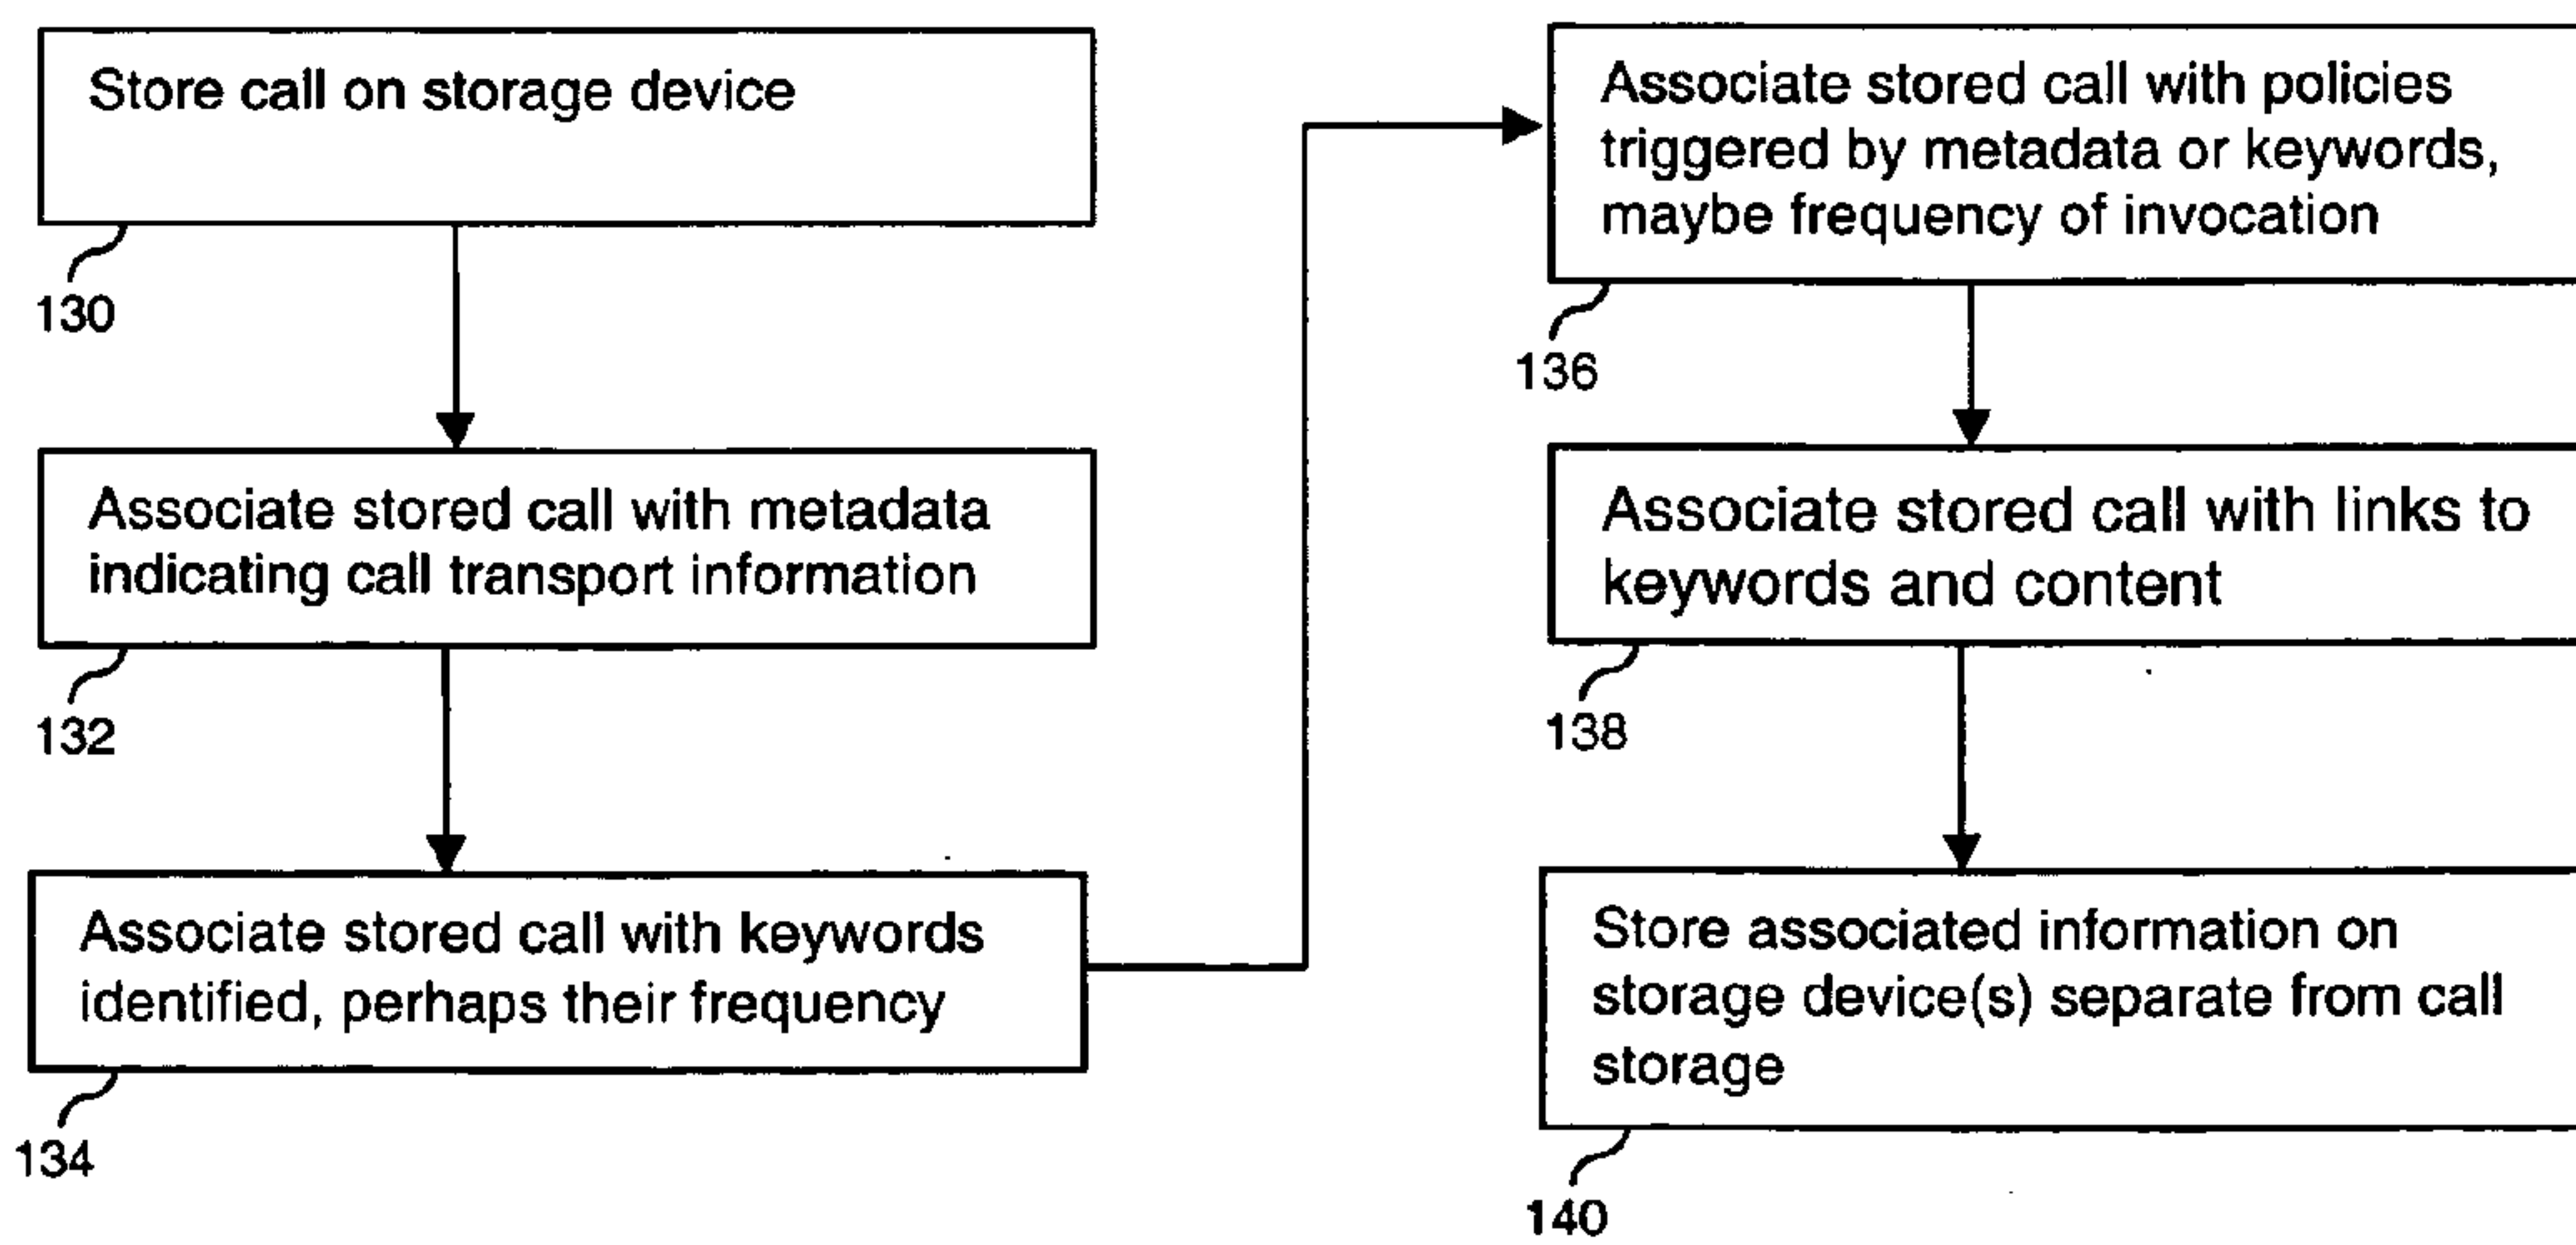 Store call on storage device
130
Associate stored call with metadata
indicating call transport information
132
Associate stored call with keywords
identified, perhaps their frequency
134
Associate stored call with policies
triggered by metadata or keywords,
maybe frequency of invocation
136
Associate stored call with links to
keywords and content
138
Store associated information on
storage device(s) separate from call
storage
140